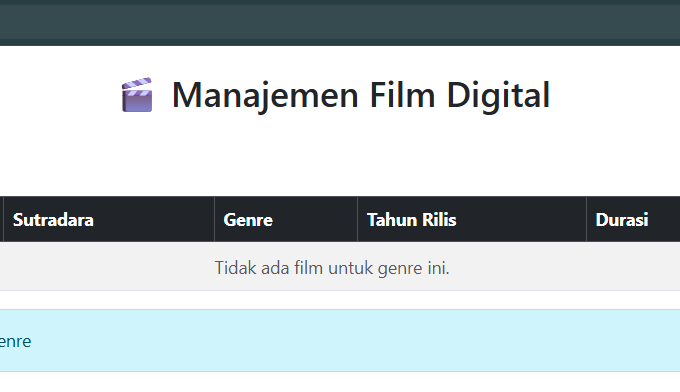 🎬 Manajemen Film Digital
Sutradara Genre Tahun Rilis Durasi
Tidak ada film untuk genre ini.
enre